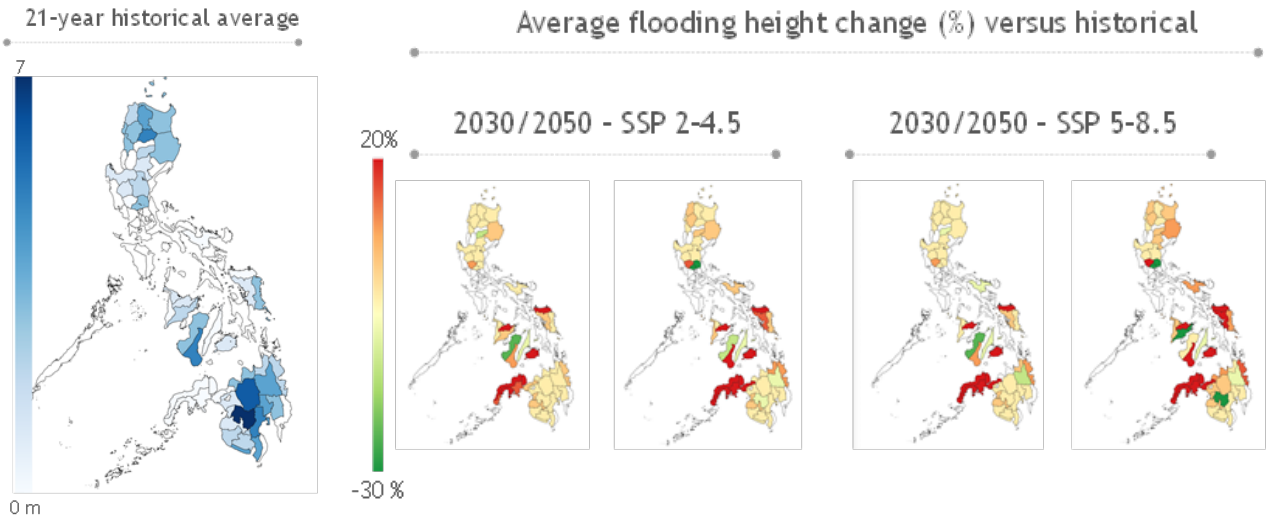 21-year historical average
Average flooding height change (%) versus historical
7
2030/2050 - SSP 2-4.5
2030/2050 - SSP 5-8.5
20%
-30 %
0 m